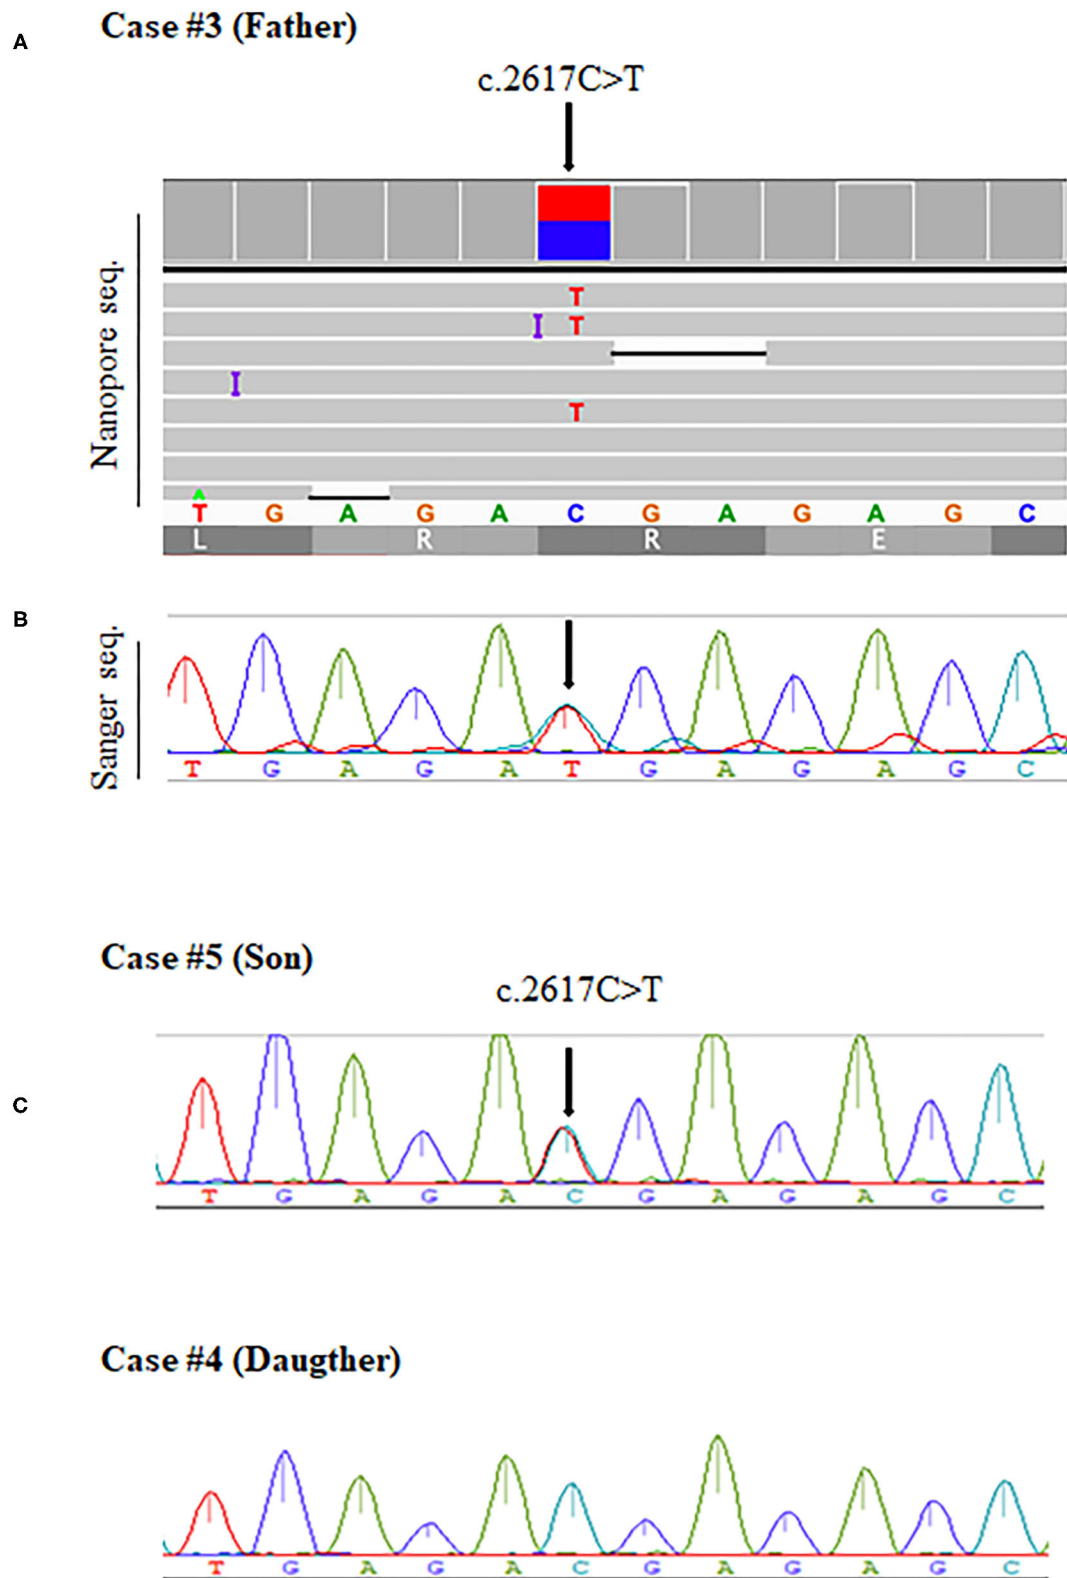 Case #3 (Father)
A
c.2617C>T
Nanopore seq.
T
I T
I
T
A
T G A G A C G A G A G C
L R R E
B
Sanger seq.
T G A G A T G A G A G C
Case #5 (Son)
c.2617C>T
C
T G A G A C G A G A G C
Case #4 (Daugther)
T G A G A C G A G A G C